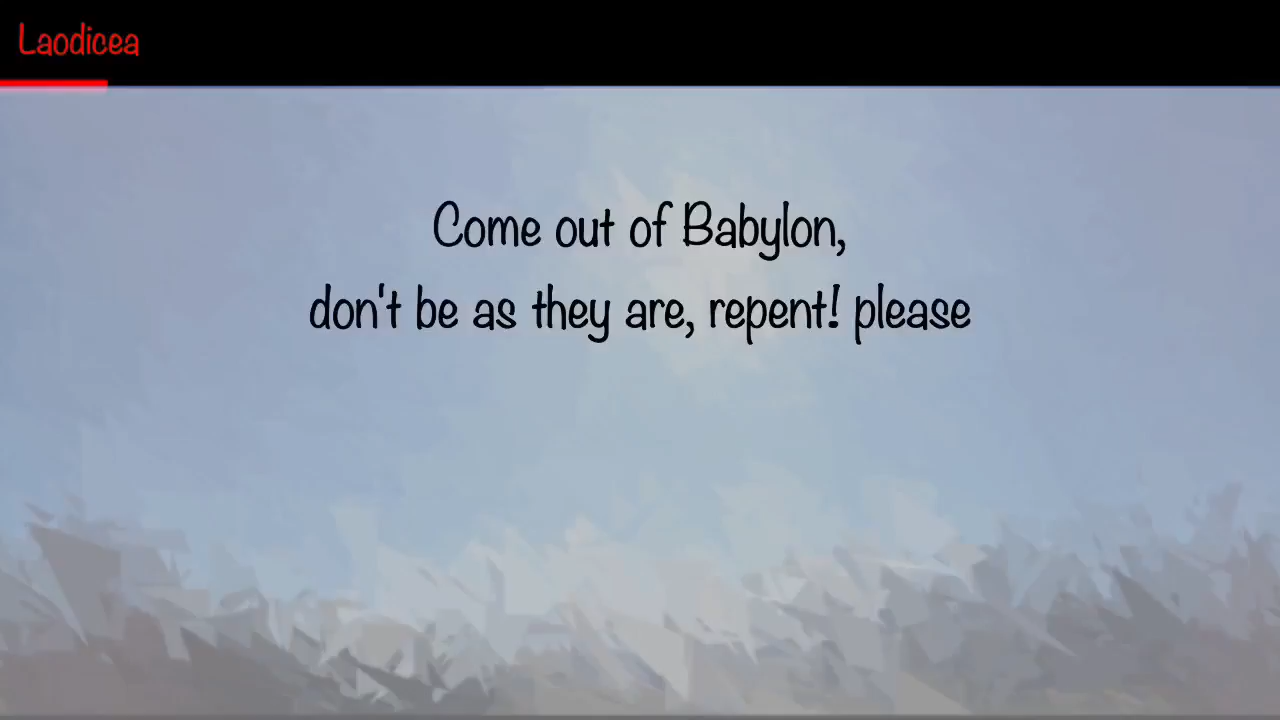 Laodicea
Come out of Babylon,
don't be as they are, repent! please